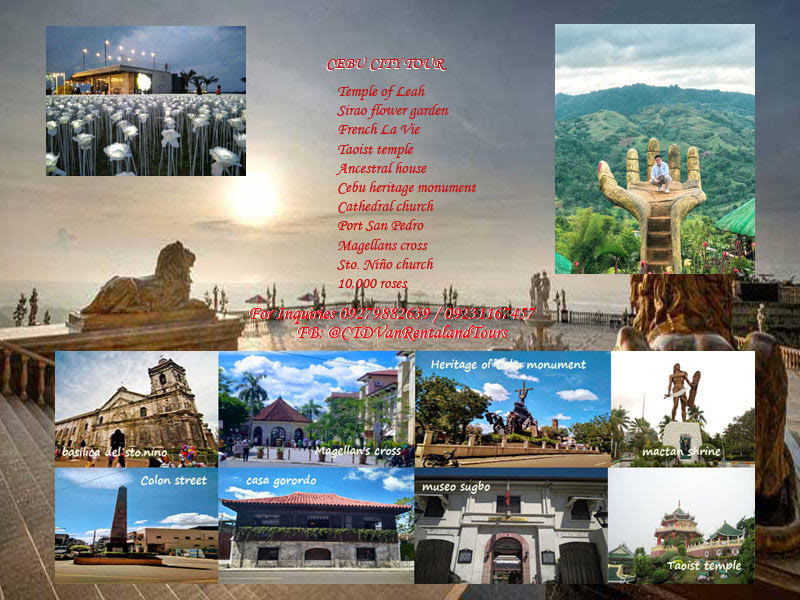 CEBU CITY TOUR
Temple of Leah
Sirao flower garden
French La Vie
Taoist temple
Ancestral house
Cebu heritage monument
Cathedral church
Port San Pedro
Magellans cross
Sto. Niño church
10,000 roses
For Inquiries 09279882639 / 09231167457
FB: @CTDVanRentalandTours
Heritage of Cebu monument
basilica del sto.nino
Magellan's cross
mactan shrine
Colon street
casa gorordo
museo sugbo
Taoist temple